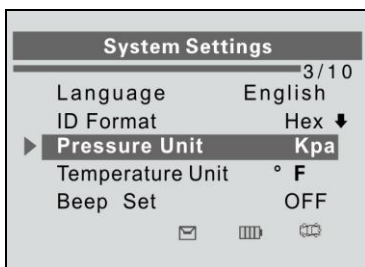 System Settings
3/10
Language English
ID Format Hex
Pressure Unit Kpa
Temperature Unit ° F
Beep Set OFF